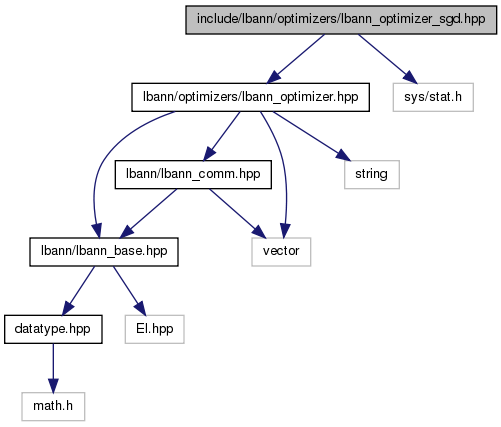 include/lbann/optimizers/lbann_optimizer_sgd.hpp
lbann/optimizers/lbann_optimizer.hpp
sys/stat.h
lbann/lbann_comm.hpp
string
lbann/lbann_base.hpp
vector
datatype.hpp
El.hpp
math.h